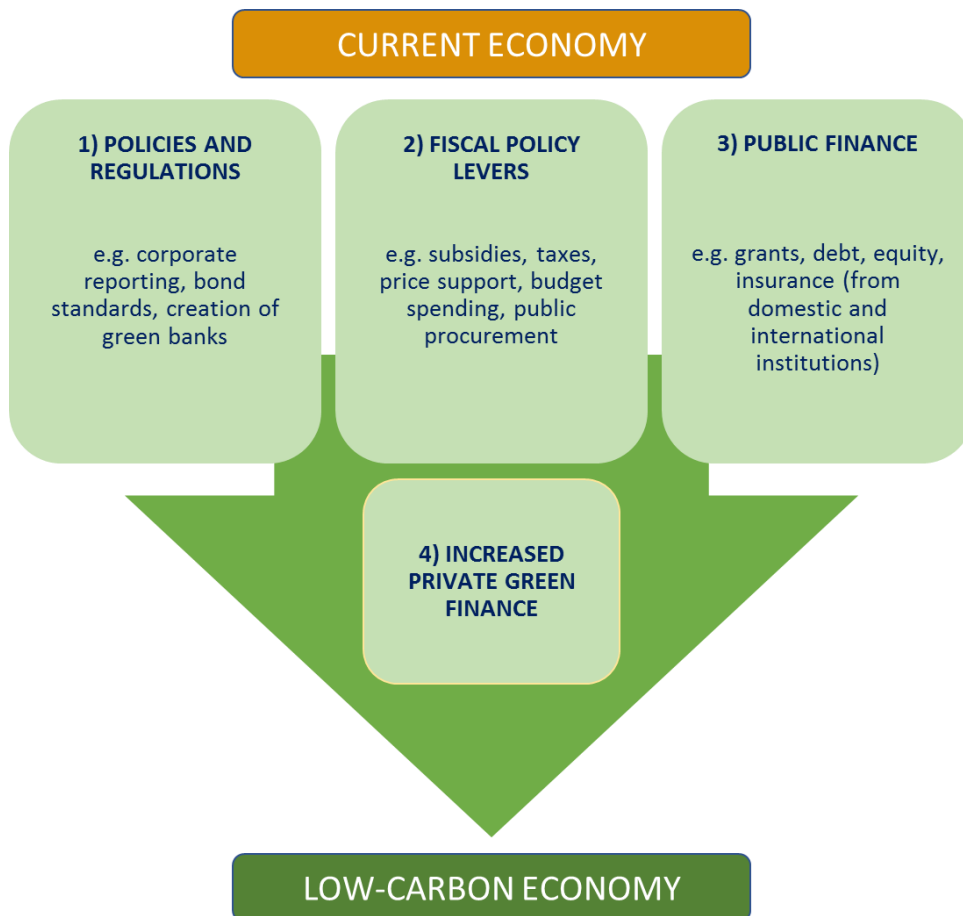 CURRENT ECONOMY
1) POLICIES AND
REGULATIONS
e.g. corporate
reporting, bond
standards, creation of
green banks
2) FISCAL POLICY
LEVERS
e.g. subsidies, taxes,
price support, budget
spending, public
procurement
3) PUBLIC FINANCE
e.g. grants, debt, equity,
insurance (from
domestic and
international
institutions)
4) INCREASED
PRIVATE GREEN
FINANCE
LOW-CARBON ECONOMY